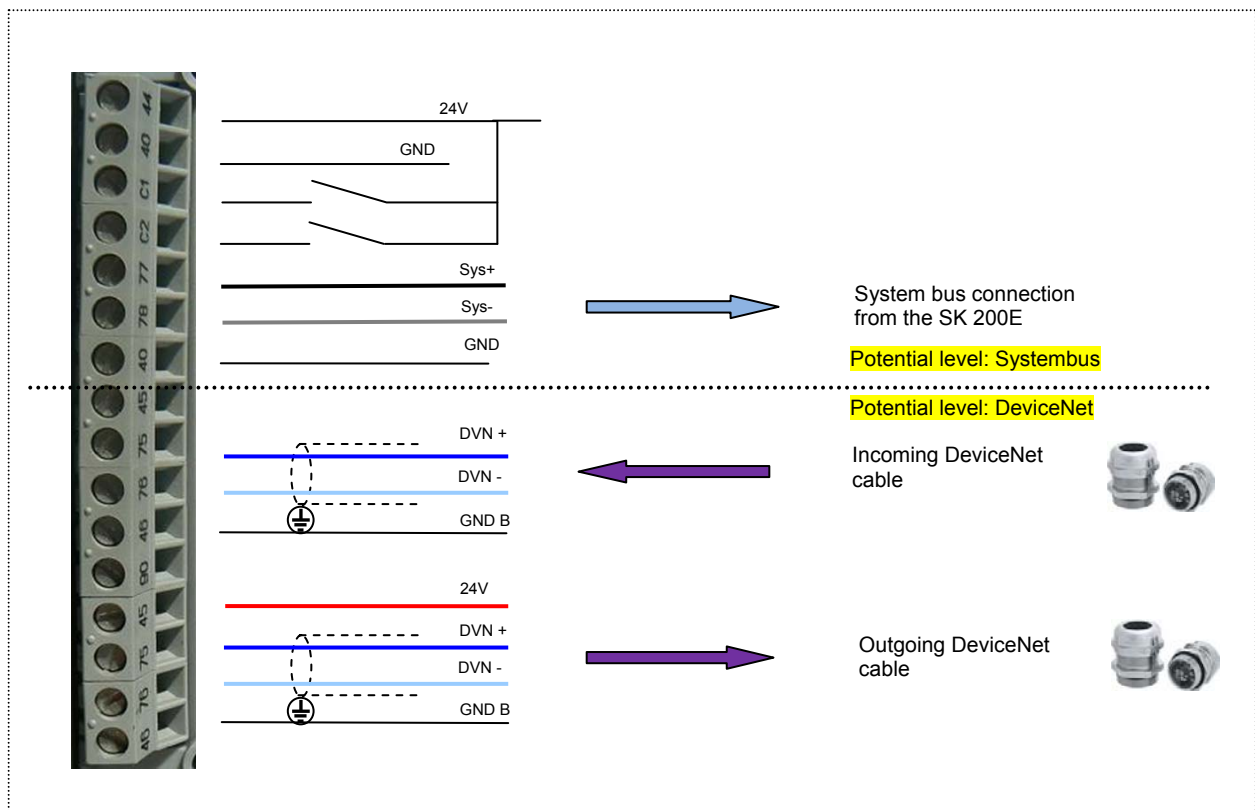 44
40
C1
C2
77
78
40
45
75
76
46
90
45
75
76
46
24V
GND
Sys+
Sys-
GND
System bus connection
from the SK 200E
Potential level: Systembus
Potential level: DeviceNet
DVN +
DVN -
GND B
Incoming DeviceNet
cable
24V
DVN +
DVN -
GND B
Outgoing DeviceNet
cable